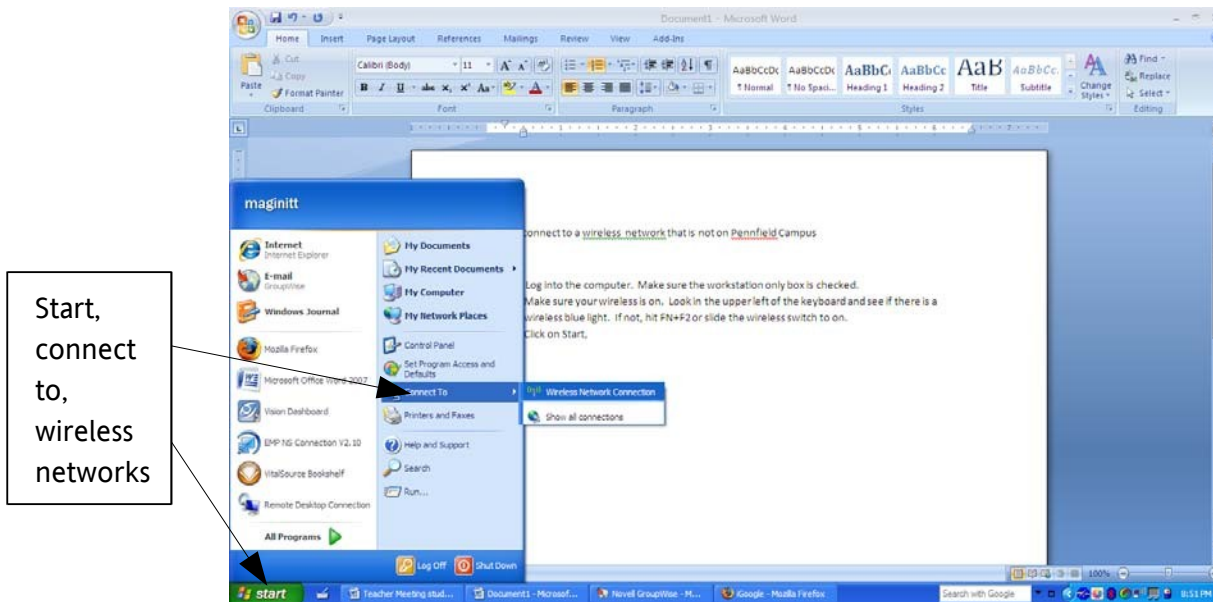 Document1 - Microsoft Word
Home Insert Page Layout References Mailings Review View Add-Ins
Cut
Copy
Paste
Format Painter
Clipboard
Calibri (Body) 11
Font
Paragraph
AaBbCcDc AaBbCcDc AaBbC AaBbCc AaB AaBbCc.
¶ Normal ¶ No Spaci... Heading 1 Heading 2 Title Subtitle
Change Styles
Styles
Find
Replace
Select
Editing
connect to a wireless network that is not on Pennfield Campus
Log into the computer. Make sure the workstation only box is checked.
Make sure your wireless is on. Look in the upper left of the keyboard and see if there is a
wireless blue light. If not, hit FN+F2 or slide the wireless switch to on.
Click on Start,
maginitt
Internet
Internet Explorer
E-mail
GroupWise
Windows Journal
Mozilla Firefox
Microsoft Office Word 2007
Vision Dashboard
EMP NS Connection V2.10
VitalSource Bookshelf
Remote Desktop Connection
All Programs
My Documents
My Recent Documents
My Computer
My Network Places
Control Panel
Set Program Access and
Defaults
Connect To
Printers and Faxes
Help and Support
Search
Run...
Wireless Network Connection
Show all connections
Log Off Shut Down
Start,
connect
to,
wireless
networks
100%
start Teacher Meeting stud... Document1 - Microsof... Novell GroupWise - M... iGoogle - Mozilla Firefox Search with Google 8:51 PM